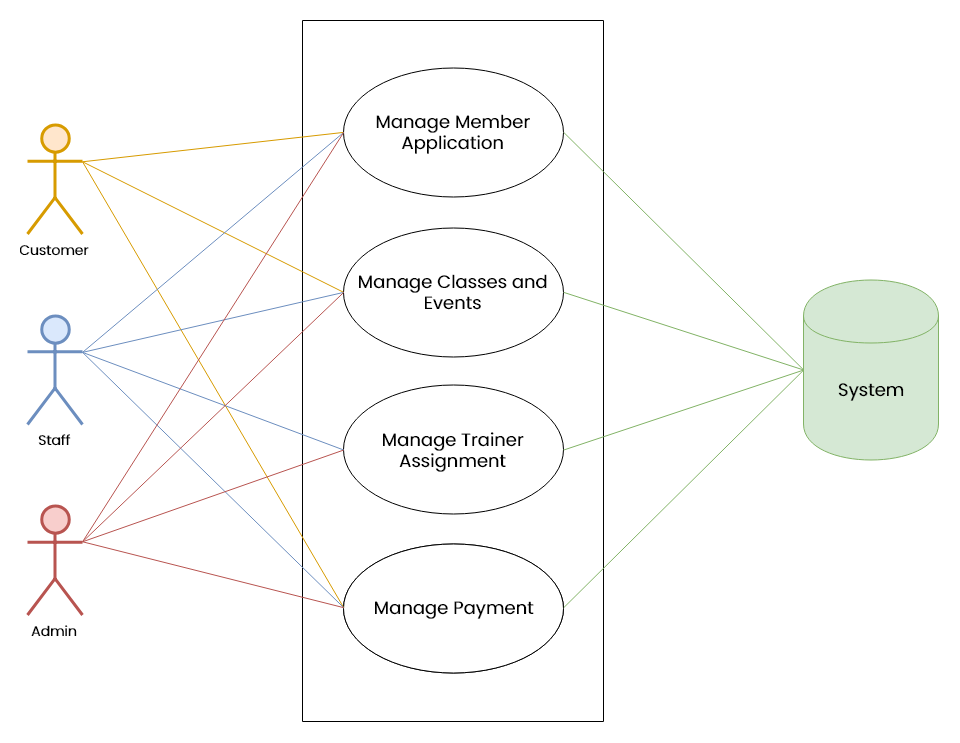 Manage Member
Application
Customer
Manage Classes and
Events
System
Staff
Manage Trainer
Assignment
Manage Payment
Admin